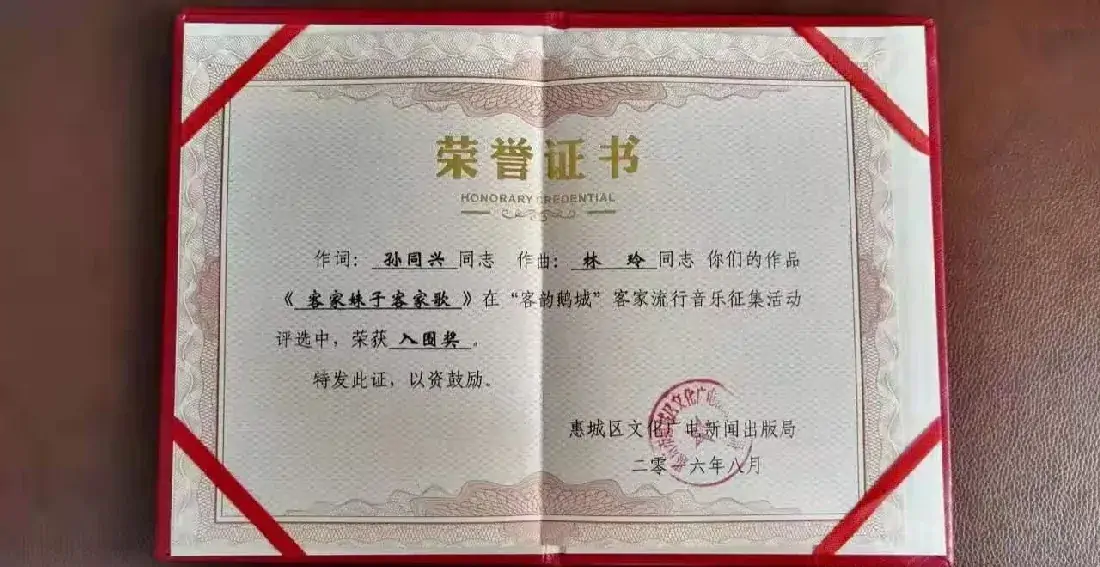 荣誉证书
HONORARY CREDENTIAL
作词：孙同兴同志 作曲：林 玲同志 你们的作品
《客家妹子客家歌》在“客韵鹅城”客家流行音乐征集活动
评选中，荣获入围奖。
特发此证，以资鼓励。
惠城区文化广电新闻出版局
二零 六年八月